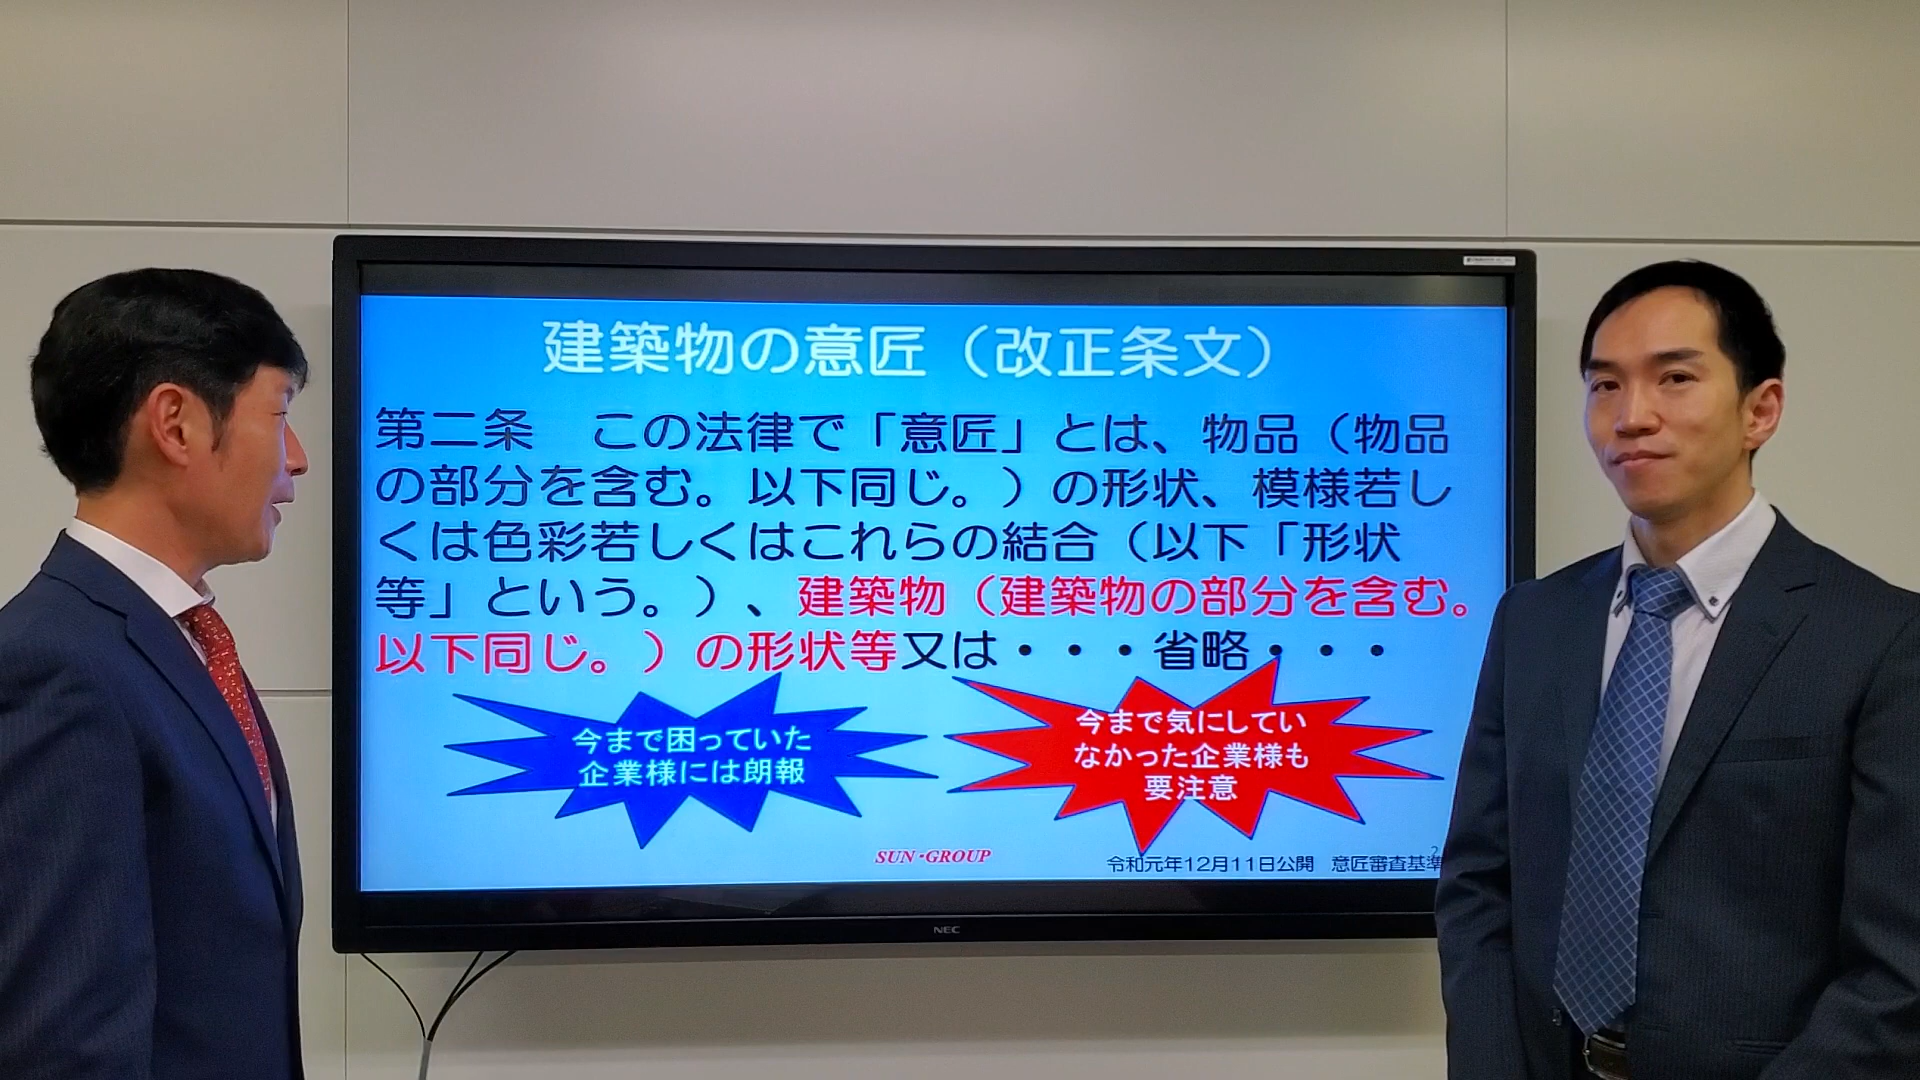 建築物の意匠（改正条文）
第二条　この法律で「意匠」とは、物品（物品
の部分を含む。以下同じ。）の形状、模様若し
くは色彩若しくはこれらの結合（以下「形状
等」という。）、建築物（建築物の部分を含む。
以下同じ。）の形状等又は・・・省略・・・
今まで困っていた
企業様には朗報
今まで気にしてい
なかった企業様も
要注意
SUN・GROUP
2
令和元年12月11日公開　意匠審査基準
NEC